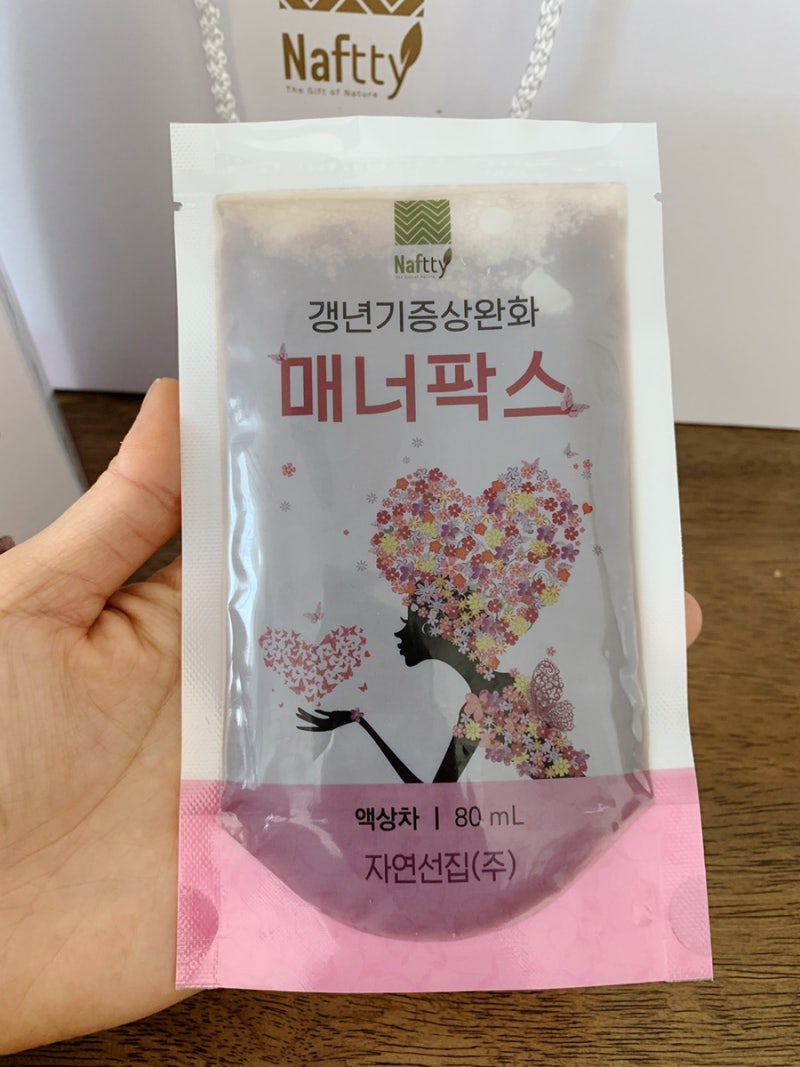 Naftty
The Gift of Nature
Naftty
갱년기증상완화
매너팍스
액상차 | 80 mL
자연선집(주)